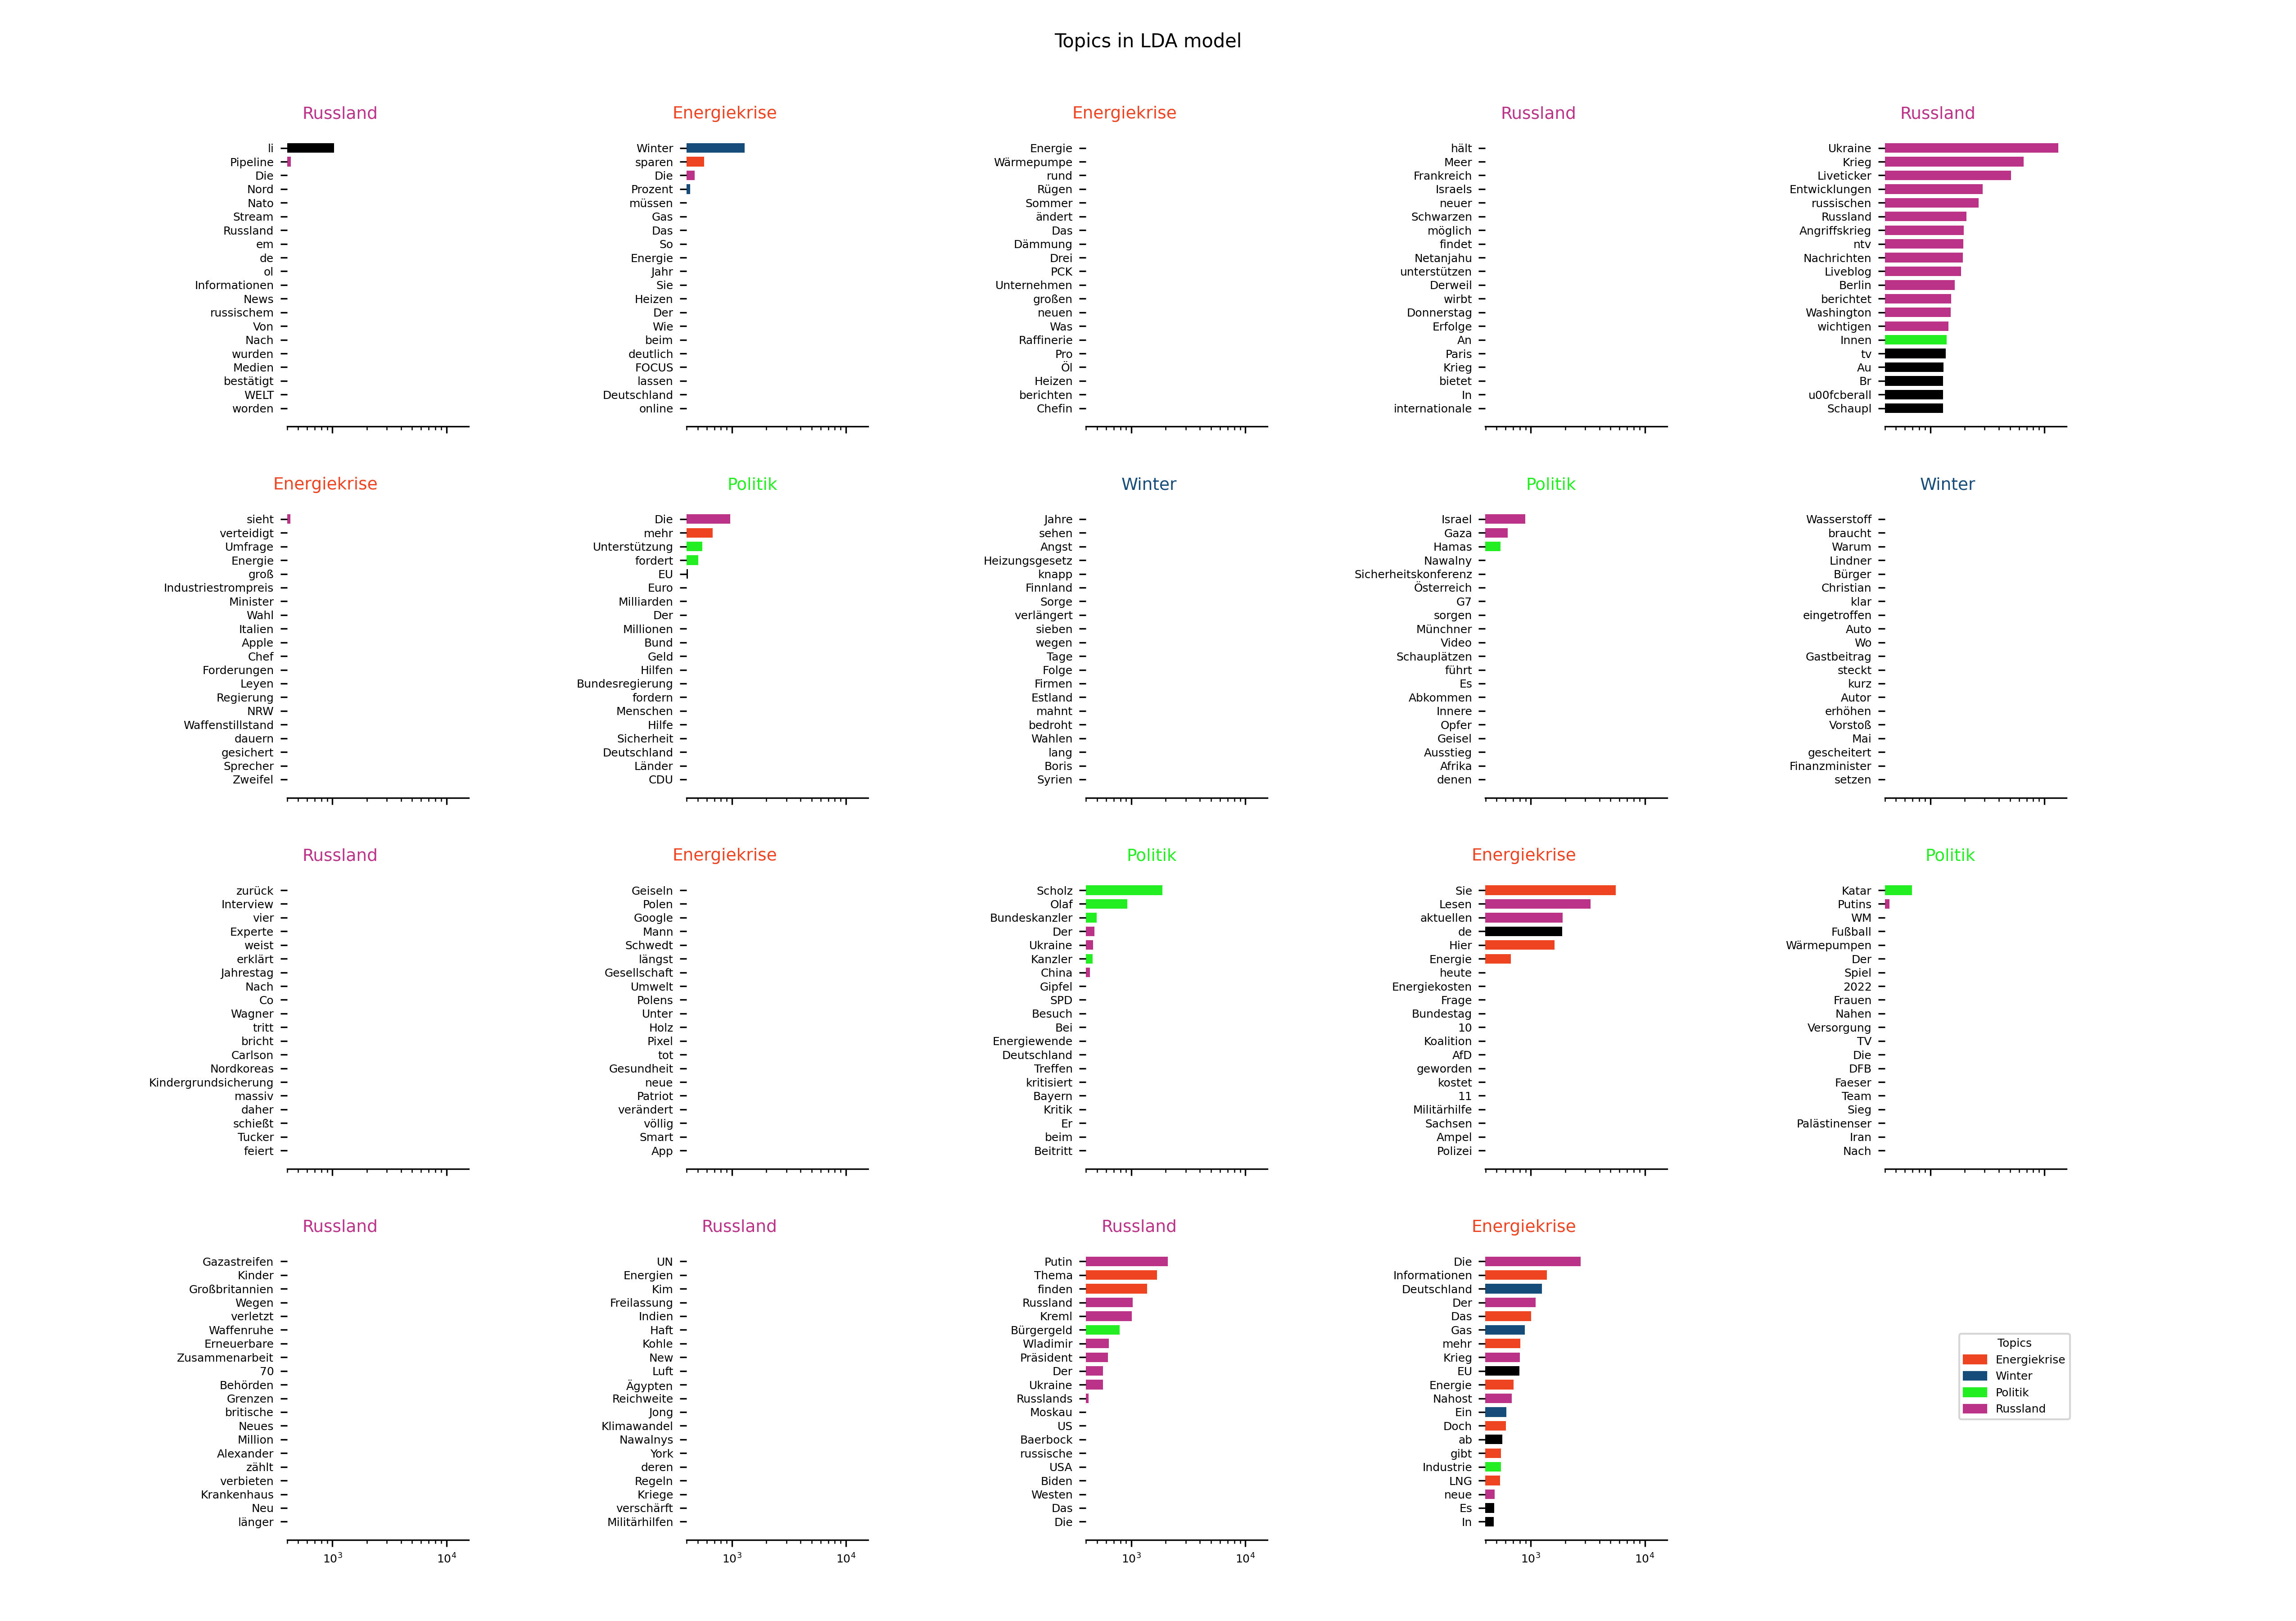 Topics in LDA model
Russland
li
Pipeline
Die
Nord
Nato
Stream
Russland
em
de
ol
Informationen
News
russischem
Von
Nach
wurden
Medien
bestätigt
WELT
worden
Energiekrise
Winter
sparen
Die
Prozent
müssen
Gas
Das
So
Energie
Jahr
Sie
Heizen
Der
Wie
beim
deutlich
FOCUS
lassen
Deutschland
online
Energiekrise
Energie
Wärmepumpe
rund
Rügen
Sommer
ändert
Das
Dämmung
Drei
PCK
Unternehmen
großen
neuen
Was
Raffinerie
Pro
Öl
Heizen
berichten
Chefin
Russland
hält
Meer
Frankreich
Israels
neuer
Schwarzen
möglich
findet
Netanjahu
unterstützen
Derweil
wirbt
Donnerstag
Erfolge
An
Paris
Krieg
bietet
In
internationale
Russland
Ukraine
Krieg
Liveticker
Entwicklungen
russischen
Russland
Angriffskrieg
ntv
Nachrichten
Liveblog
Berlin
berichtet
Washington
wichtigen
Innen
tv
Au
Br
u00fcberall
Schaupl
Energiekrise
sieht
verteidigt
Umfrage
Energie
groß
Industriestrompreis
Minister
Wahl
Italien
Apple
Chef
Forderungen
Leyen
Regierung
NRW
Waffenstillstand
dauern
gesichert
Sprecher
Zweifel
Politik
Die
mehr
Unterstützung
fordert
EU
Euro
Milliarden
Der
Millionen
Bund
Geld
Hilfen
Bundesregierung
fordern
Menschen
Hilfe
Sicherheit
Deutschland
Länder
CDU
Winter
Jahre
sehen
Angst
Heizungsgesetz
knapp
Finnland
Sorge
verlängert
sieben
wegen
Tage
Folge
Firmen
Estland
mahnt
bedroht
Wahlen
lang
Boris
Syrien
Politik
Israel
Gaza
Hamas
Nawalny
Sicherheitskonferenz
Österreich
G7
sorgen
Münchner
Video
Schauplätzen
führt
Es
Abkommen
Innere
Opfer
Geisel
Ausstieg
Afrika
denen
Winter
Wasserstoff
braucht
Warum
Lindner
Bürger
Christian
klar
eingetroffen
Auto
Wo
Gastbeitrag
steckt
kurz
Autor
erhöhen
Vorstoß
Mai
gescheitert
Finanzminister
setzen
Russland
zurück
Interview
vier
Experte
weist
erklärt
Jahrestag
Nach
Co
Wagner
tritt
bricht
Carlson
Nordkoreas
Kindergrundsicherung
massiv
daher
schießt
Tucker
feiert
Energiekrise
Geiseln
Polen
Google
Mann
Schwedt
längst
Gesellschaft
Umwelt
Polens
Unter
Holz
Pixel
tot
Gesundheit
neue
Patriot
verändert
völlig
Smart
App
Politik
Scholz
Olaf
Bundeskanzler
Der
Ukraine
Kanzler
China
Gipfel
SPD
Besuch
Bei
Energiewende
Deutschland
Treffen
kritisiert
Bayern
Kritik
Er
beim
Beitritt
Energiekrise
Sie
Lesen
aktuellen
de
Hier
Energie
heute
Energiekosten
Frage
Bundestag
10
Koalition
AfD
geworden
kostet
11
Militärhilfe
Sachsen
Ampel
Polizei
Politik
Katar
Putins
WM
Fußball
Wärmepumpen
Der
Spiel
2022
Frauen
Nahen
Versorgung
TV
Die
DFB
Faeser
Team
Sieg
Palästinenser
Iran
Nach
Russland
Gazastreifen
Kinder
Großbritannien
Wegen
verletzt
Waffenruhe
Erneuerbare
Zusammenarbeit
70
Behörden
Grenzen
britische
Neues
Million
Alexander
zählt
verbieten
Krankenhaus
Neu
länger
10³ 10⁴
Russland
UN
Energien
Kim
Freilassung
Indien
Haft
Kohle
New
Luft
Ägypten
Reichweite
Jong
Klimawandel
Nawalnys
York
deren
Regeln
Kriege
verschärft
Militärhilfen
10³ 10⁴
Russland
Putin
Thema
finden
Russland
Kreml
Bürgergeld
Wladimir
Präsident
Der
Ukraine
Russlands
Moskau
US
Baerbock
russische
USA
Biden
Westen
Das
Die
10³ 10⁴
Energiekrise
Die
Informationen
Deutschland
Der
Das
Gas
mehr
Krieg
EU
Energie
Nahost
Ein
Doch
ab
gibt
Industrie
LNG
neue
Es
In
10³ 10⁴
Topics
Energiekrise
Winter
Politik
Russland